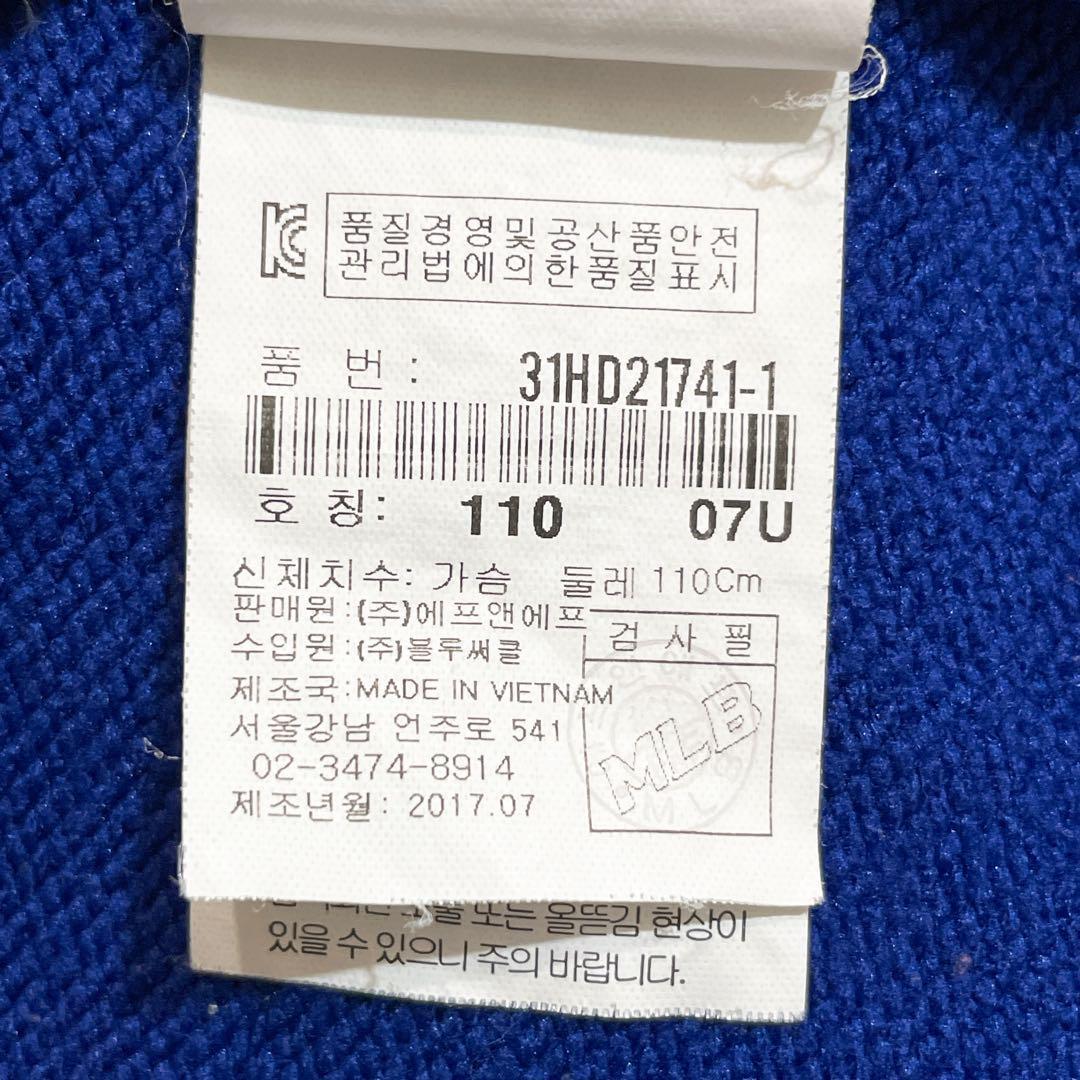 품질경영및공산품안전
관리법에의한품질표시
품 번 : 31HD21741-1
호 칭: 110 07U
신체치수: 가슴 둘레 110Cm
판매원:(주)에프앤에프
수입원:(주)블루써클
제조국:MADE IN VIETNAM
서울강남 언주로 541
02-3474-8914
제조년월: 2017.07
검 사 필
MLB
또는 올뜯김 현상이
있을 수 있으니 주의 바랍니다.